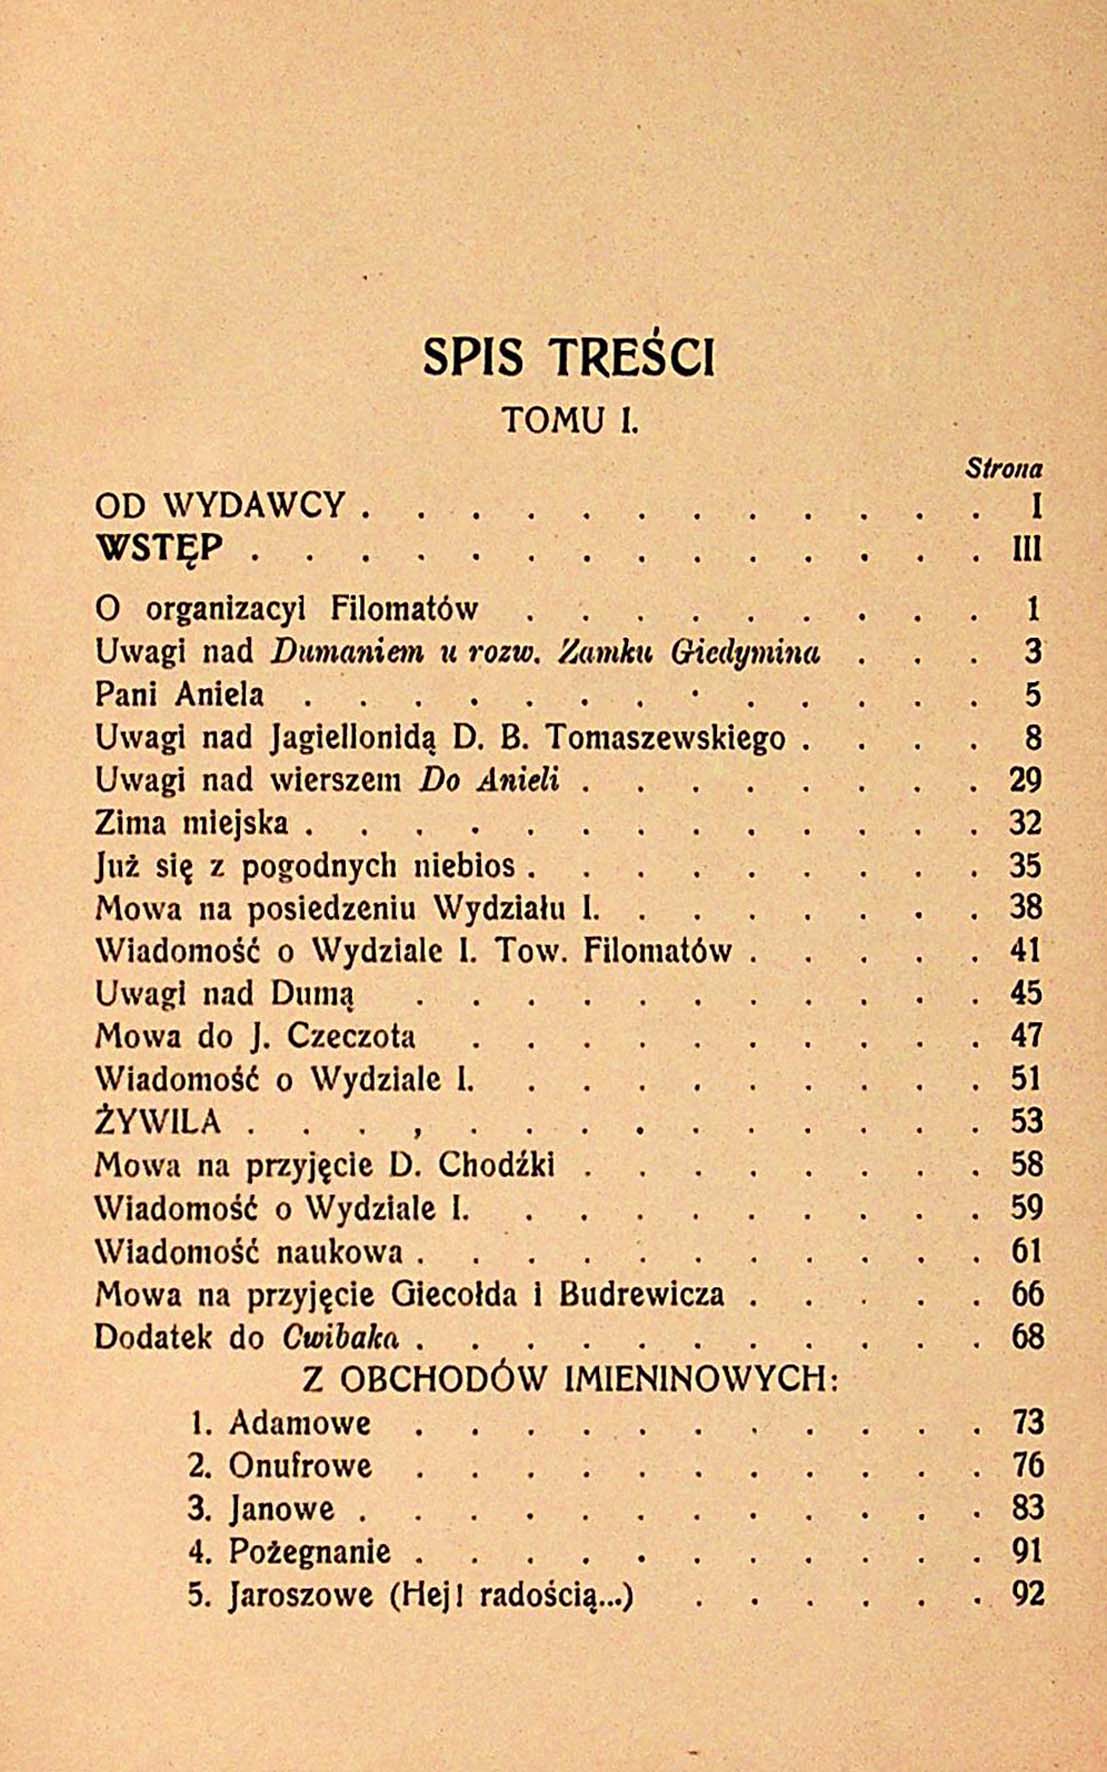 SPIS TREŚCI
TOMU I.
Strona
OD WYDAWCY . . . . . . . . . . . . I
WSTĘP . . . . . . . . . . . . . . III
O organizacyi Filomatów . . . . . . . . . 1
Uwagi nad Dumaniem u rozw. Zamku Giedymina . . . 3
Pani Aniela . . . . . . . . . . . . . 5
Uwagi nad Jagiellonidą D. B. Tomaszewskiego . . . . 8
Uwagi nad wierszem Do Anieli . . . . . . . . 29
Zima miejska . . . . . . . . . . . . . 32
Już się z pogodnych niebios . . . . . . . . . 35
Mowa na posiedzeniu Wydziału I. . . . . . . . 38
Wiadomość o Wydziale I. Tow. Filomatów . . . . . 41
Uwagi nad Dumą . . . . . . . . . . . 45
Mowa do J. Czeczota . . . . . . . . . . 47
Wiadomość o Wydziale I. . . . . . . . . . 51
ŻYWILA . . . , . . . . . . . . . . 53
Mowa na przyjęcie D. Chodźki . . . . . . . . 58
Wiadomość o Wydziale I. . . . . . . . . . 59
Wiadomość naukowa . . . . . . . . . . . 61
Mowa na przyjęcie Giecołda i Budrewicza . . . . . 66
Dodatek do Cwibaka . . . . . . . . . . . 68
Z OBCHODÓW IMIENINOWYCH:
1. Adamowe . . . . . . . . . . . 73
2. Onufrowe . . . . . . . . . . . 76
3. Janowe . . . . . . . . . . . . 83
4. Pożegnanie . . . . . . . . . . . 91
5. Jaroszowe (Hej! radością...) . . . . . . 92